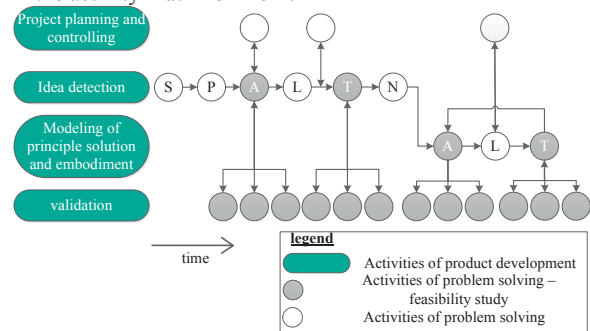 Project planning and
controlling
Idea detection
S P A L T N
Modeling of
principle solution
and embodiment
A L T
validation
time
legend
Activities of product development
Activities of problem solving –
feasibility study
Activities of problem solving